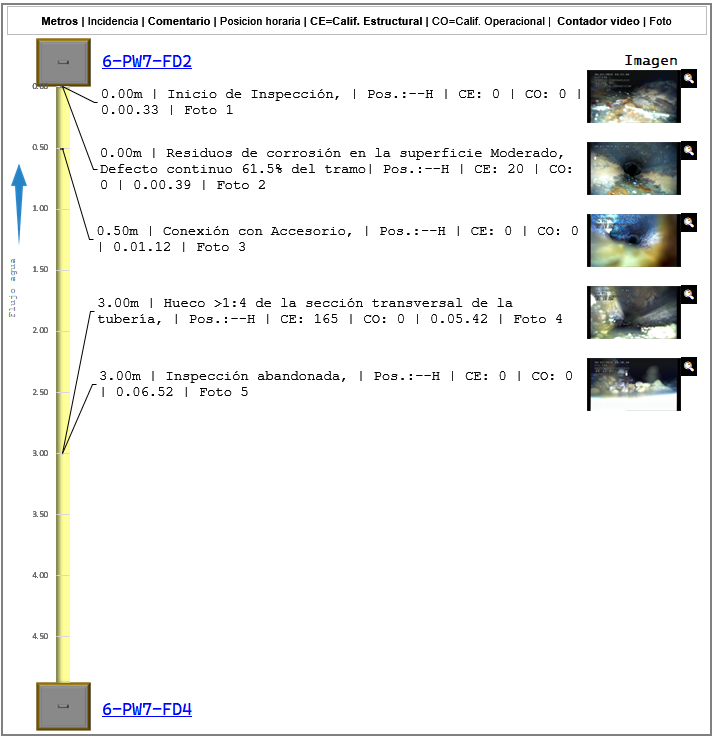 Metros | Incidencia | Comentario | Posicion horaria | CE=Calif. Estructural | CO=Calif. Operacional | Contador video | Foto
6-PW7-FD2
Imagen
0.00
0.00m | Inicio de Inspección, | Pos.:--H | CE: 0 | CO: 0 |
0.00.33 | Foto 1
0.50
0.00m | Residuos de corrosión en la superficie Moderado,
Defecto continuo 61.5% del tramo| Pos.:--H | CE: 20 | CO:
0 | 0.00.39 | Foto 2
1.00
0.50m | Conexión con Accesorio, | Pos.:--H | CE: 0 | CO: 0
| 0.01.12 | Foto 3
Flujo agua
1.50
3.00m | Hueco >1:4 de la sección transversal de la
tubería, | Pos.:--H | CE: 165 | CO: 0 | 0.05.42 | Foto 4
2.00
3.00m | Inspección abandonada, | Pos.:--H | CE: 0 | CO: 0
| 0.06.52 | Foto 5
2.50
3.00
3.50
4.00
4.50
6-PW7-FD4